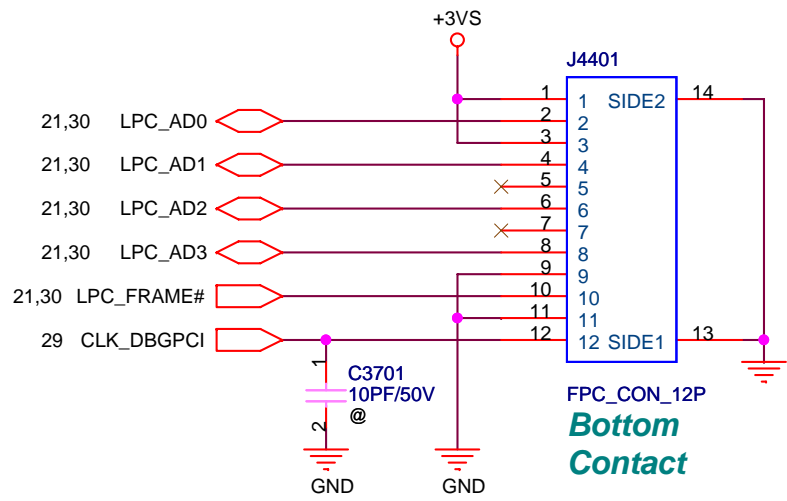 +3VS
J4401
1 1 SIDE2 14
21,30 LPC_AD0 2 2
3 3
21,30 LPC_AD1 4 4
5 5
21,30 LPC_AD2 6 6
7 7
21,30 LPC_AD3 8 8
9 9
21,30 LPC_FRAME# 10 10
11 11
29 CLK_DBGPCI 12 12 SIDE1 13
1
C3701
10PF/50V
@
2
FPC_CON_12P
Bottom
Contact
GND
GND